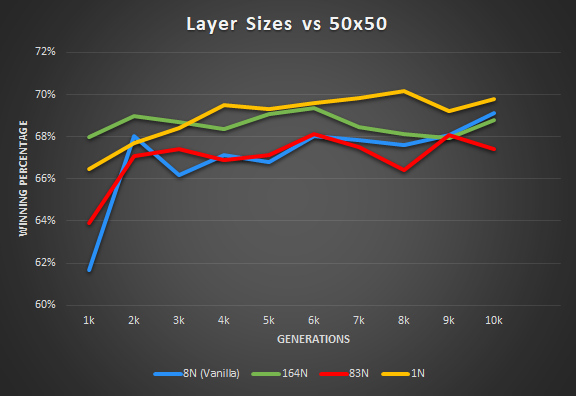 Layer Sizes vs 50x50
72%
70%
68%
66%
64%
62%
60%
WINNING PERCENTAGE
1k 2k 3k 4k 5k 6k 7k 8k 9k 10k
GENERATIONS
8N (Vanilla) 164N 83N 1N